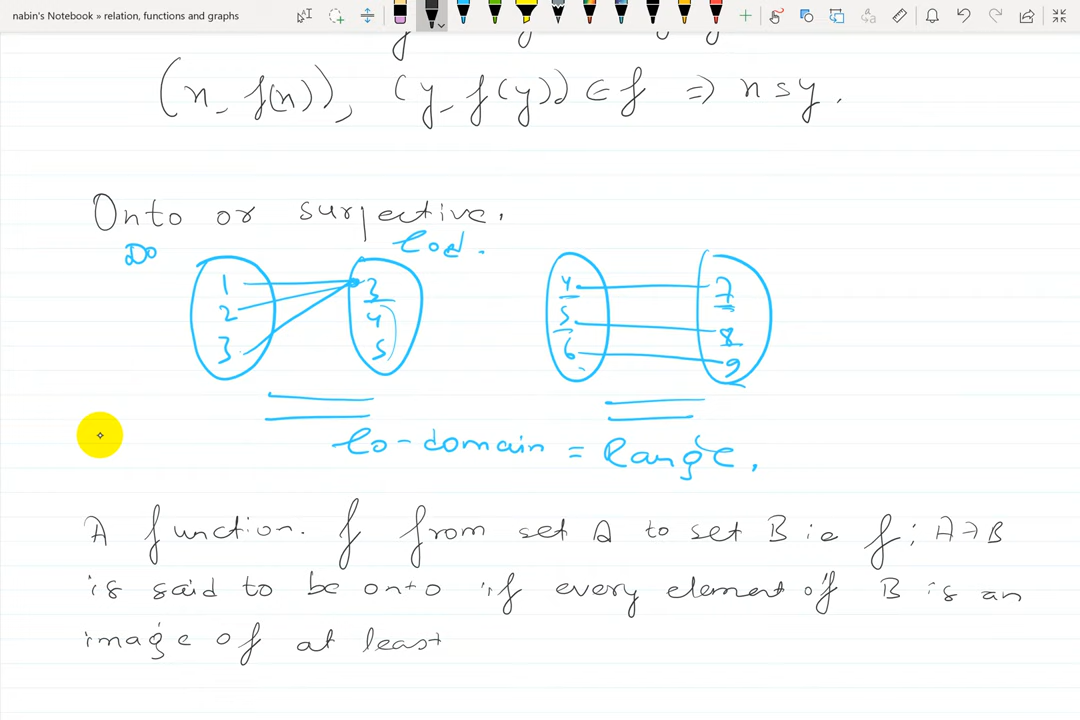 nabin's Notebook » relation, functions and graphs
(x, f(x)), (y, f(y)) ∈ f ⇒ x = y.
Onto or surjective.
Do Cod.
1 3 4 7
2 4 5 8
3 5 6 9
Co-domain = Range.
A function. f from set A to set B ie f: A→B
is said to be onto if every element of B is an
image of at least